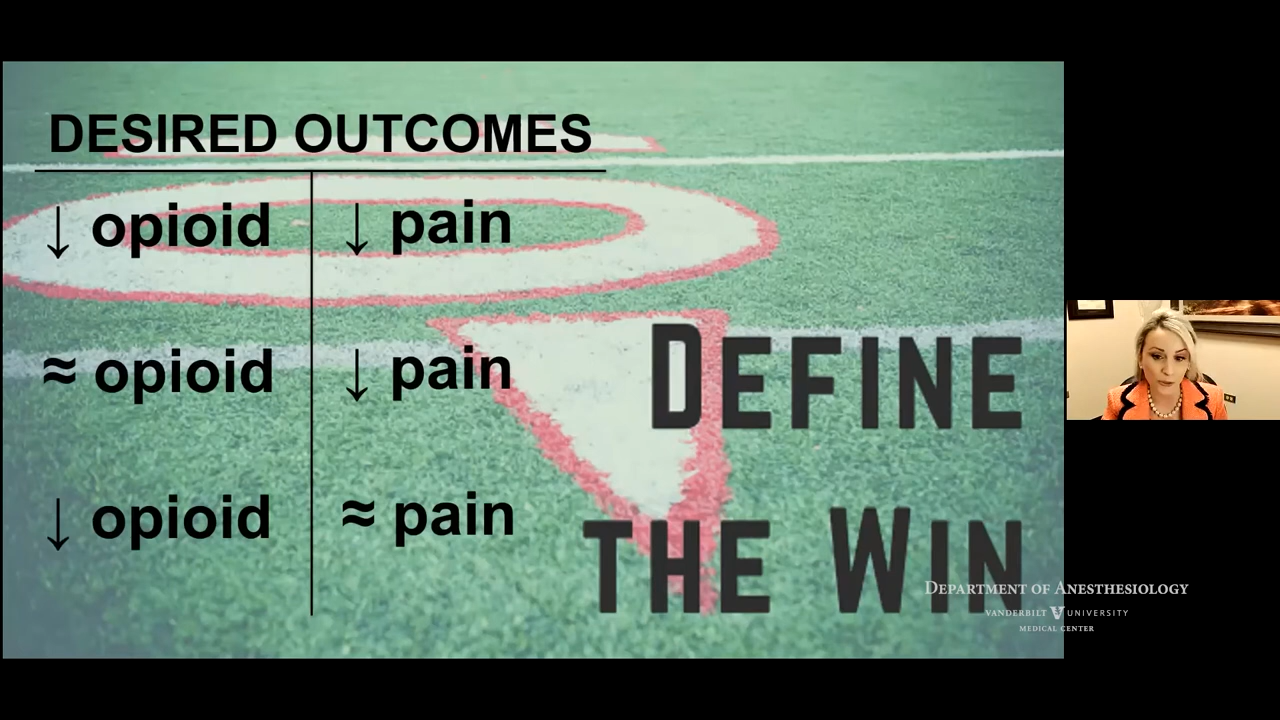 DESIRED OUTCOMES
↓ opioid ↓ pain
≈ opioid ↓ pain
↓ opioid ≈ pain
DEFINE
THE WIN
DEPARTMENT OF ANESTHESIOLOGY
VANDERBILT V UNIVERSITY
MEDICAL CENTER